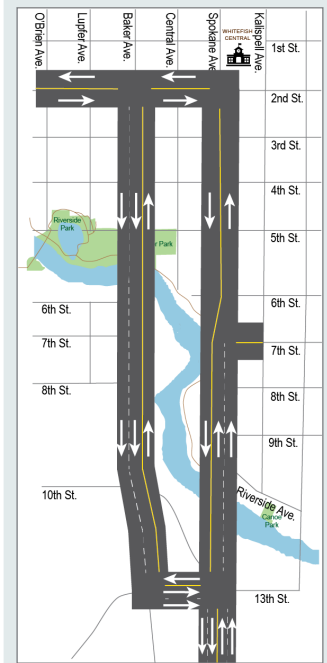 O'Brien Ave.
Lupfer Ave.
Baker Ave.
Central Ave.
Spokane Ave.
Kalispell Ave.
WHITEFISH
CENTRAL
1st St.
2nd St.
3rd St.
4th St.
Riverside
Park
r Park
5th St.
6th St.
6th St.
7th St.
7th St.
8th St.
8th St.
9th St.
10th St.
Riverside Ave.
Canoe
Park
13th St.